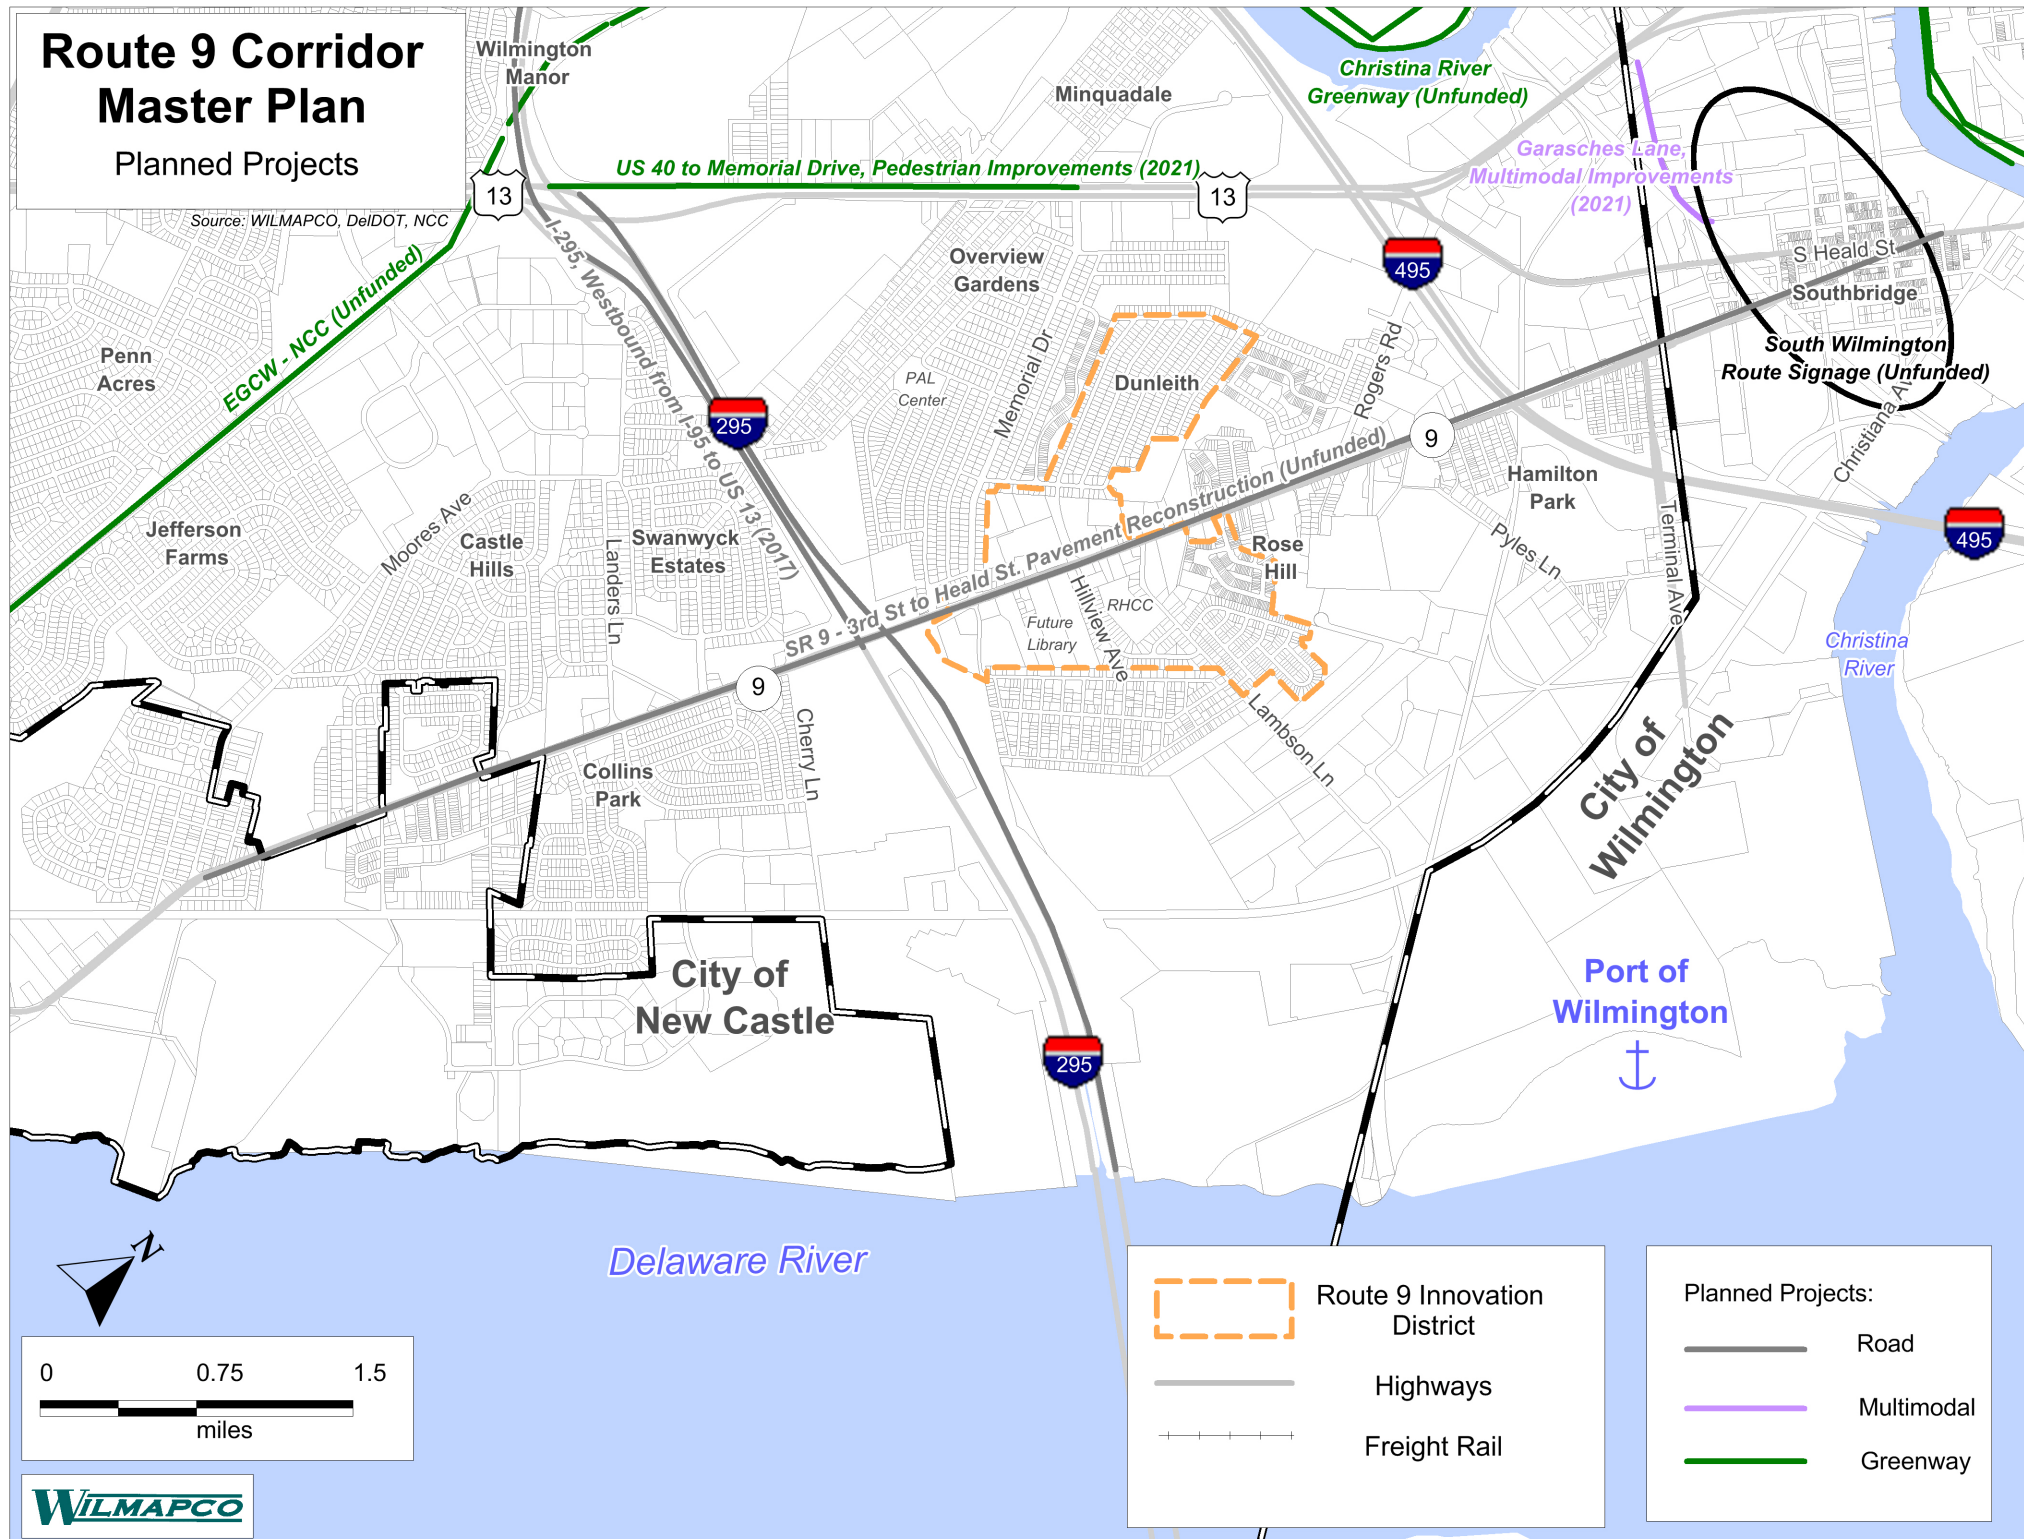 Route 9 Corridor
Master Plan
Planned Projects
Source: WILMAPCO, DelDOT, NCC
Wilmington
Manor
13
US 40 to Memorial Drive, Pedestrian Improvements (2021)
13
Minquadale
Christina River
Greenway (Unfunded)
Garasches Lane,
Multimodal Improvements
(2021)
495
S Heald St
Southbridge
South Wilmington
Route Signage (Unfunded)
Christiana Av
EGCW - NCC (Unfunded)
I-295, Westbound from I-95 to US 13 (2017)
Overview
Gardens
Penn
Acres
PAL
Center
Memorial Dr
Dunleith
Rogers Rd
295
9
SR 9 - 3rd St to Heald St. Pavement Reconstruction (Unfunded)
Hamilton
Park
Jefferson
Farms
Moores Ave
Castle
Hills
Landers Ln
Swanwyck
Estates
Rose
Hill
Pyles Ln
Terminal Ave
495
Hillview Ave
RHCC
Future
Library
Christina
River
9
Cherry Ln
Lambson Ln
Collins
Park
City of
Wilmington
City of
New Castle
Port of
Wilmington
295
Delaware River
N
0 0.75 1.5
miles
WILMAPCO
Route 9 Innovation
District
Highways
Freight Rail
Planned Projects:
Road
Multimodal
Greenway